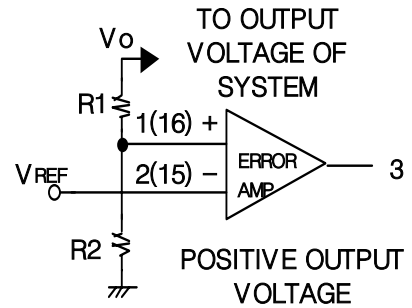 TO OUTPUT
VOLTAGE OF
SYSTEM
Vo
R1
1(16) +
ERROR
AMP
3
VREF
2(15) −
R2
POSITIVE OUTPUT
VOLTAGE